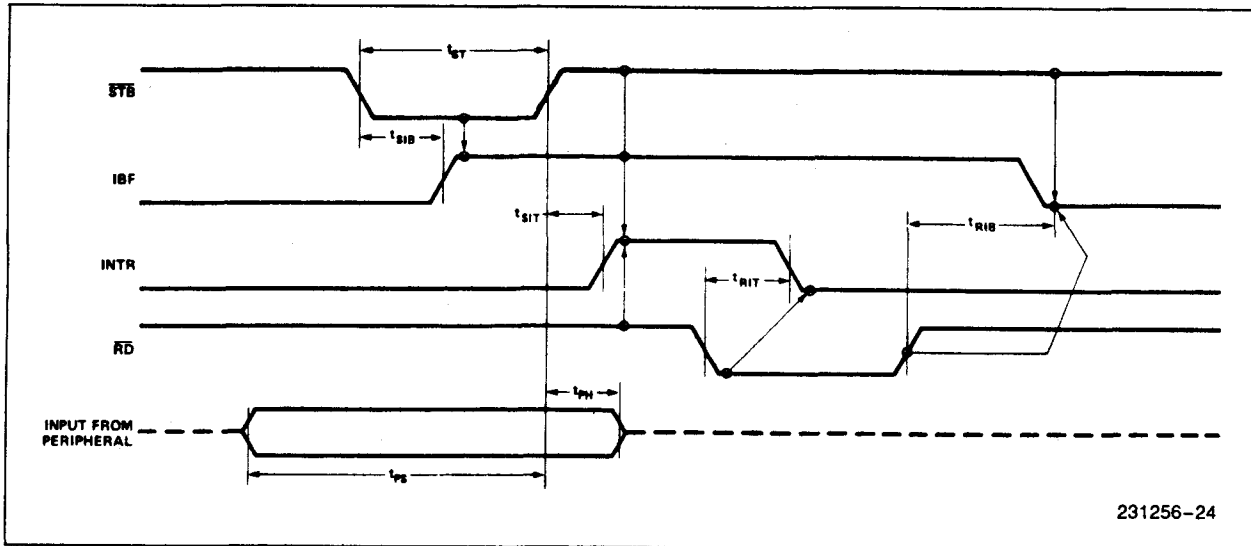 tST
STB
tSIB
IBF
tSIT
tRIB
INTR
tRIT
RD
tPH
INPUT FROM
PERIPHERAL
tPS
231256-24